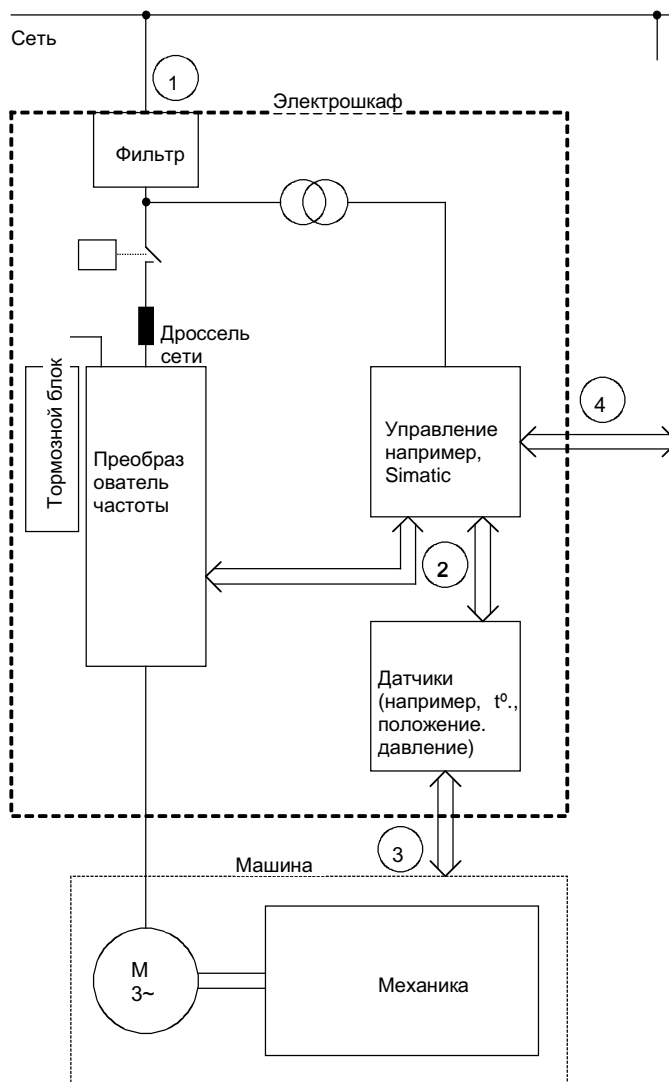 Сеть
1
Электрошкаф
Фильтр
Дроссель
сети
Тормозной блок
Преобраз
ователь
частоты
Управление
например,
Simatic
4
2
Датчики
(например, tº.,
положение.
давление)
3
Машина
М
3~
Механика